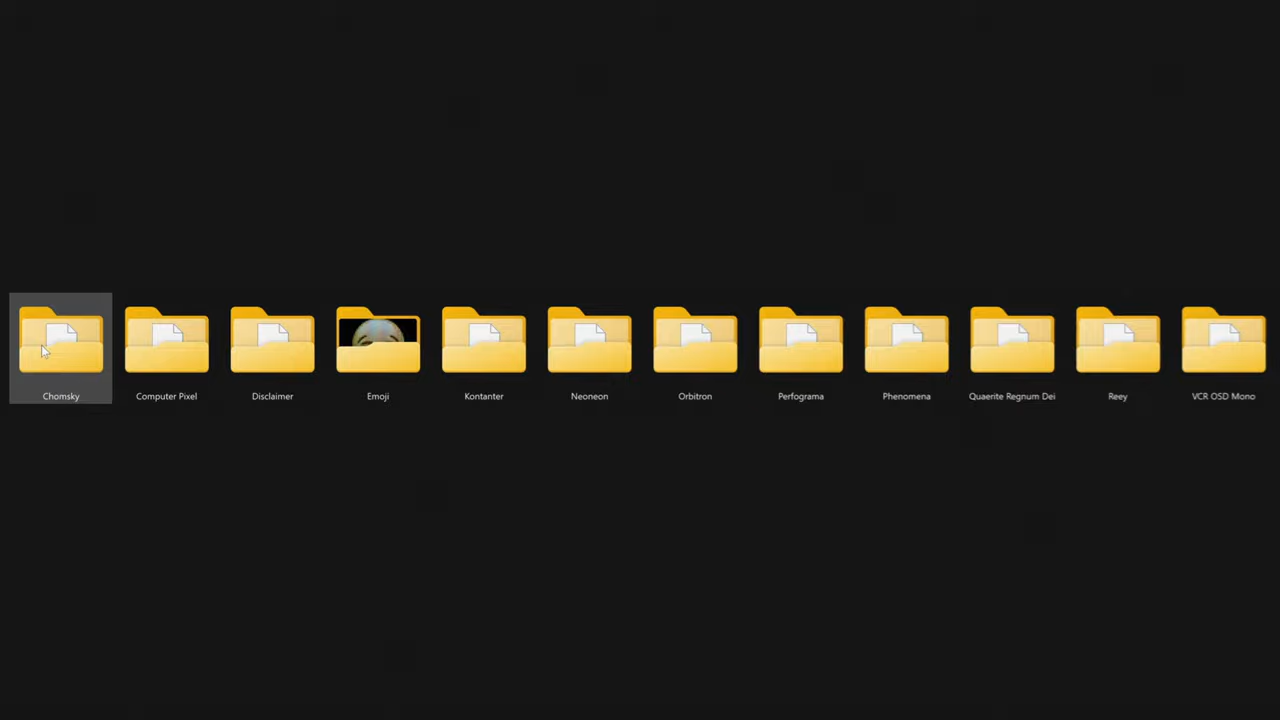 Chomsky
Computer Pixel
Disclaimer
Emoji
Kontanter
Neoneon
Orbitron
Perfograma
Phenomena
Quaerite Regnum Dei
Reey
VCR OSD Mono